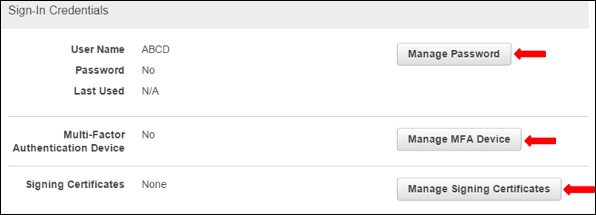 Sign-In Credentials
User Name ABCD Manage Password
Password No
Last Used N/A
Multi-Factor
Authentication Device No Manage MFA Device
Signing Certificates None Manage Signing Certificates